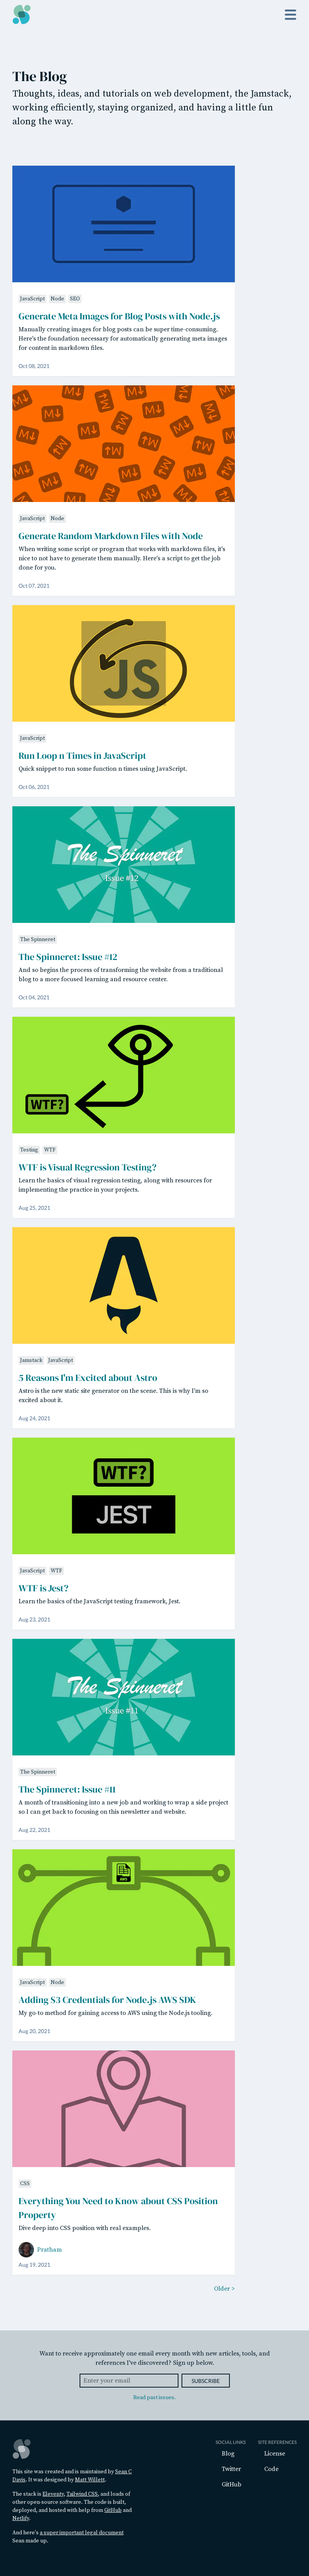 The Blog
Thoughts, ideas, and tutorials on web development, the Jamstack,
working efficiently, staying organized, and having a little fun
along the way.
JavaScript Node SEO
Generate Meta Images for Blog Posts with Node.js
Manually creating images for blog posts can be super time-consuming.
Here's the foundation necessary for automatically generating meta images
for content in markdown files.
Oct 08, 2021
JavaScript Node
Generate Random Markdown Files with Node
When writing some script or program that works with markdown files, it's
nice to not have to generate them manually. Here's a script to get the job
done for you.
Oct 07, 2021
JS
JavaScript
Run Loop n Times in JavaScript
Quick snippet to run some function n times using JavaScript.
Oct 06, 2021
The Spinneret
Issue #12
The Spinneret
The Spinneret: Issue #12
And so begins the process of transforming the website from a traditional
blog to a more focused learning and resource center.
Oct 04, 2021
WTF?
Testing WTF
WTF is Visual Regression Testing?
Learn the basics of visual regression testing, along with resources for
implementing the practice in your projects.
Aug 25, 2021
Jamstack JavaScript
5 Reasons I'm Excited about Astro
Astro is the new static site generator on the scene. This is why I'm so
excited about it.
Aug 24, 2021
WTF?
JEST
JavaScript WTF
WTF is Jest?
Learn the basics of the JavaScript testing framework, Jest.
Aug 23, 2021
The Spinneret
Issue #11
The Spinneret
The Spinneret: Issue #11
A month of transitioning into a new job and working to wrap a side project
so I can get back to focusing on this newsletter and website.
Aug 22, 2021
AWS
JavaScript Node
Adding S3 Credentials for Node.js AWS SDK
My go-to method for gaining access to AWS using the Node.js tooling.
Aug 20, 2021
CSS
Everything You Need to Know about CSS Position
Property
Dive deep into CSS position with real examples.
Pratham
Aug 19, 2021
Older >
Want to receive approximately one email every month with new articles, tools, and
references I've discovered? Sign up below.
Enter your email SUBSCRIBE
Read past issues.
This site was created and is maintained by Sean C
Davis. It was designed by Matt Willett.
The stack is Eleventy, Tailwind CSS, and loads of
other open-source software. The code is built,
deployed, and hosted with help from GitHub and
Netlify.
And here's a super important legal document
Sean made up.
SOCIAL LINKS
Blog
Twitter
GitHub
SITE REFERENCES
License
Code